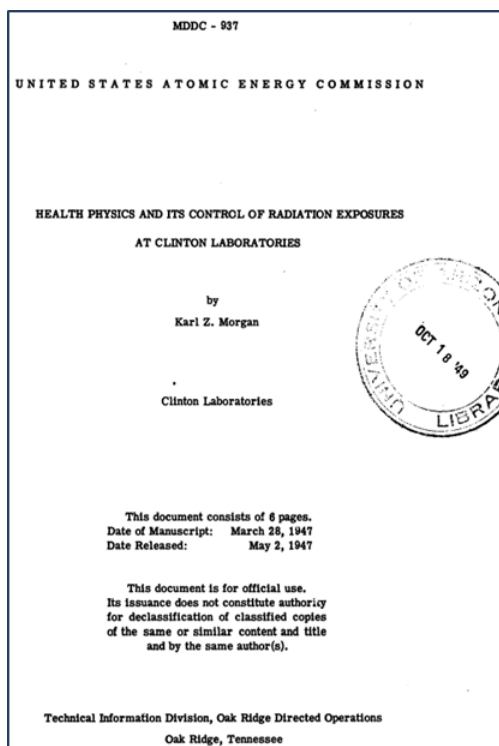 MDDC - 937
UNITED STATES ATOMIC ENERGY COMMISSION
HEALTH PHYSICS AND ITS CONTROL OF RADIATION EXPOSURES
AT CLINTON LABORATORIES
by
Karl Z. Morgan
UNIVERSITY OF
OCT 18 '49
LIBRA
Clinton Laboratories
This document consists of 6 pages.
Date of Manuscript: March 28, 1947
Date Released: May 2, 1947
This document is for official use.
Its issuance does not constitute authority
for declassification of classified copies
of the same or similar content and title
and by the same author(s).
Technical Information Division, Oak Ridge Directed Operations
Oak Ridge, Tennessee